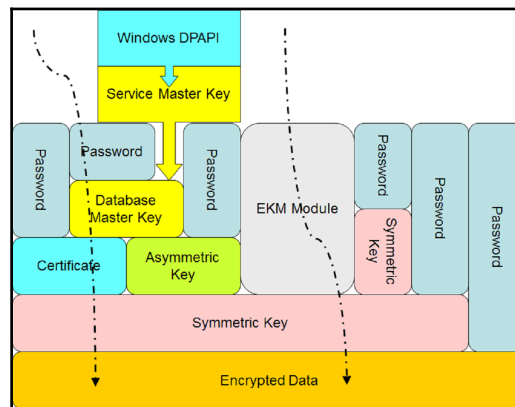 Windows DPAPI
Service Master Key
Password
Password
Password
Database
Master Key
EKM Module
Password
Password
Password
Symmetric
Key
Certificate
Asymmetric
Key
Symmetric Key
Encrypted Data